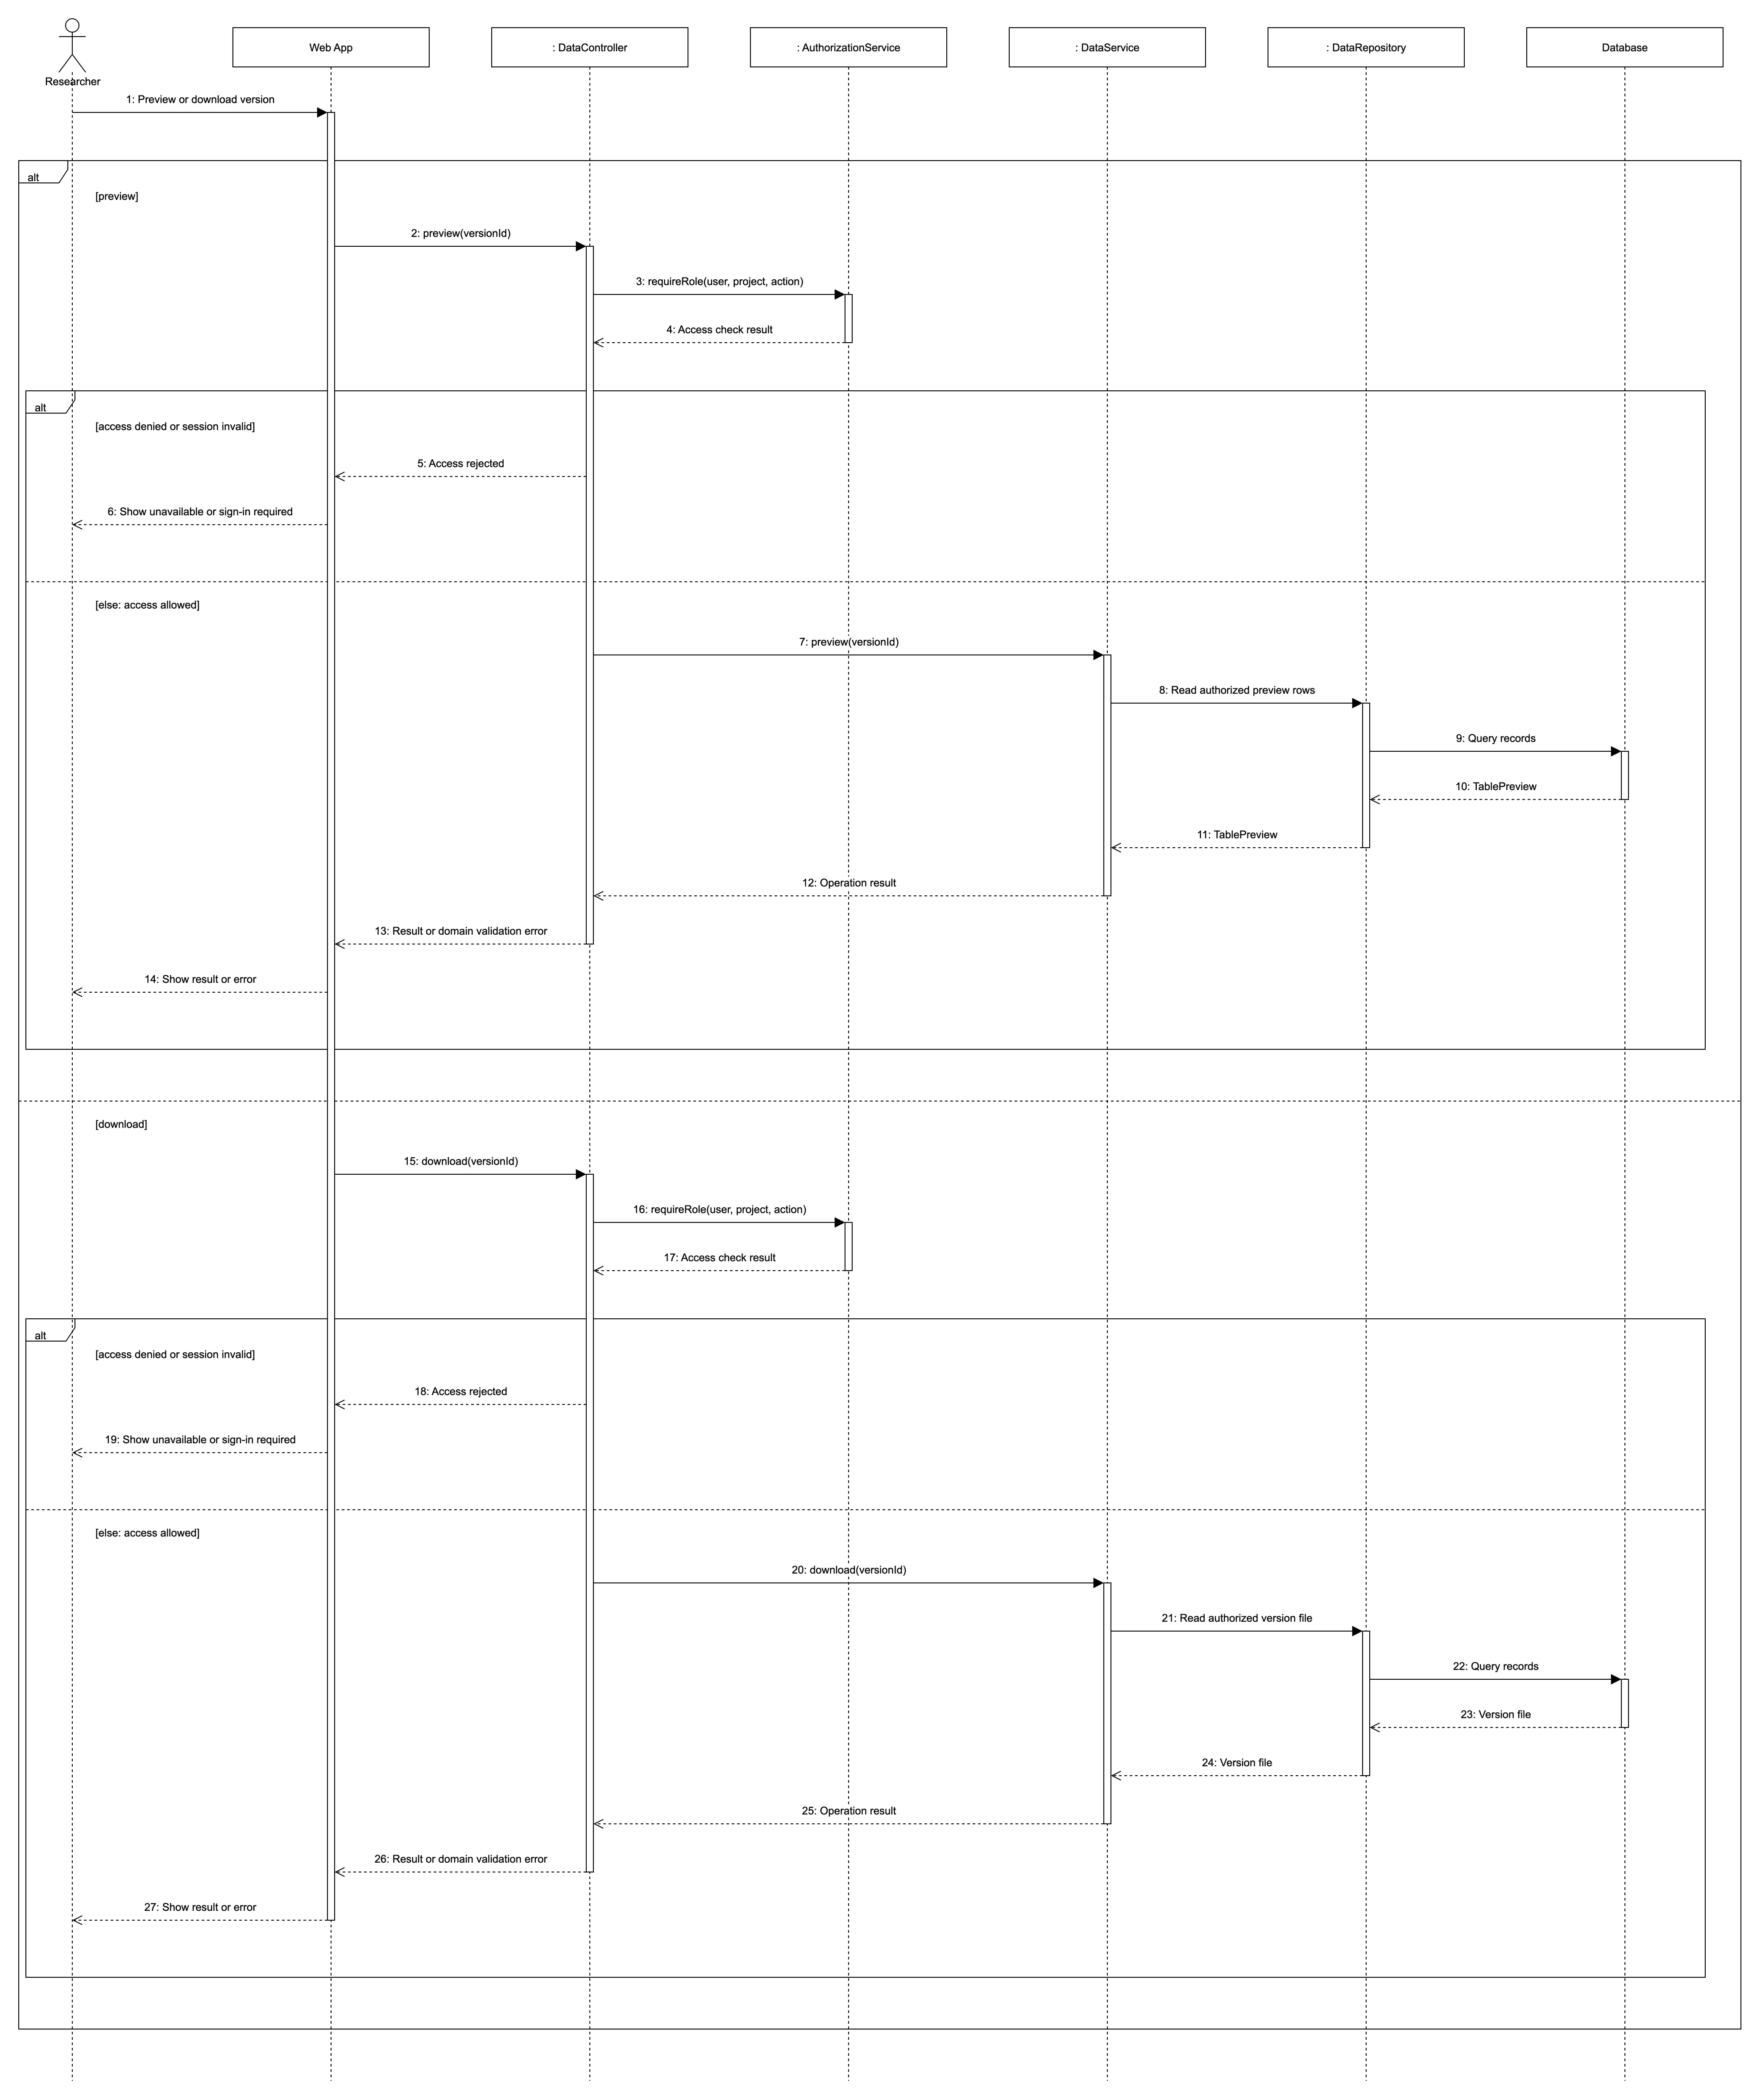 Researcher
Web App
: DataController
: AuthorizationService
: DataService
: DataRepository
Database
1: Preview or download version
alt
[preview]
2: preview(versionId)
3: requireRole(user, project, action)
4: Access check result
alt
[access denied or session invalid]
5: Access rejected
6: Show unavailable or sign-in required
[else: access allowed]
7: preview(versionId)
8: Read authorized preview rows
9: Query records
10: TablePreview
11: TablePreview
12: Operation result
13: Result or domain validation error
14: Show result or error
[download]
15: download(versionId)
16: requireRole(user, project, action)
17: Access check result
alt
[access denied or session invalid]
18: Access rejected
19: Show unavailable or sign-in required
[else: access allowed]
20: download(versionId)
21: Read authorized version file
22: Query records
23: Version file
24: Version file
25: Operation result
26: Result or domain validation error
27: Show result or error